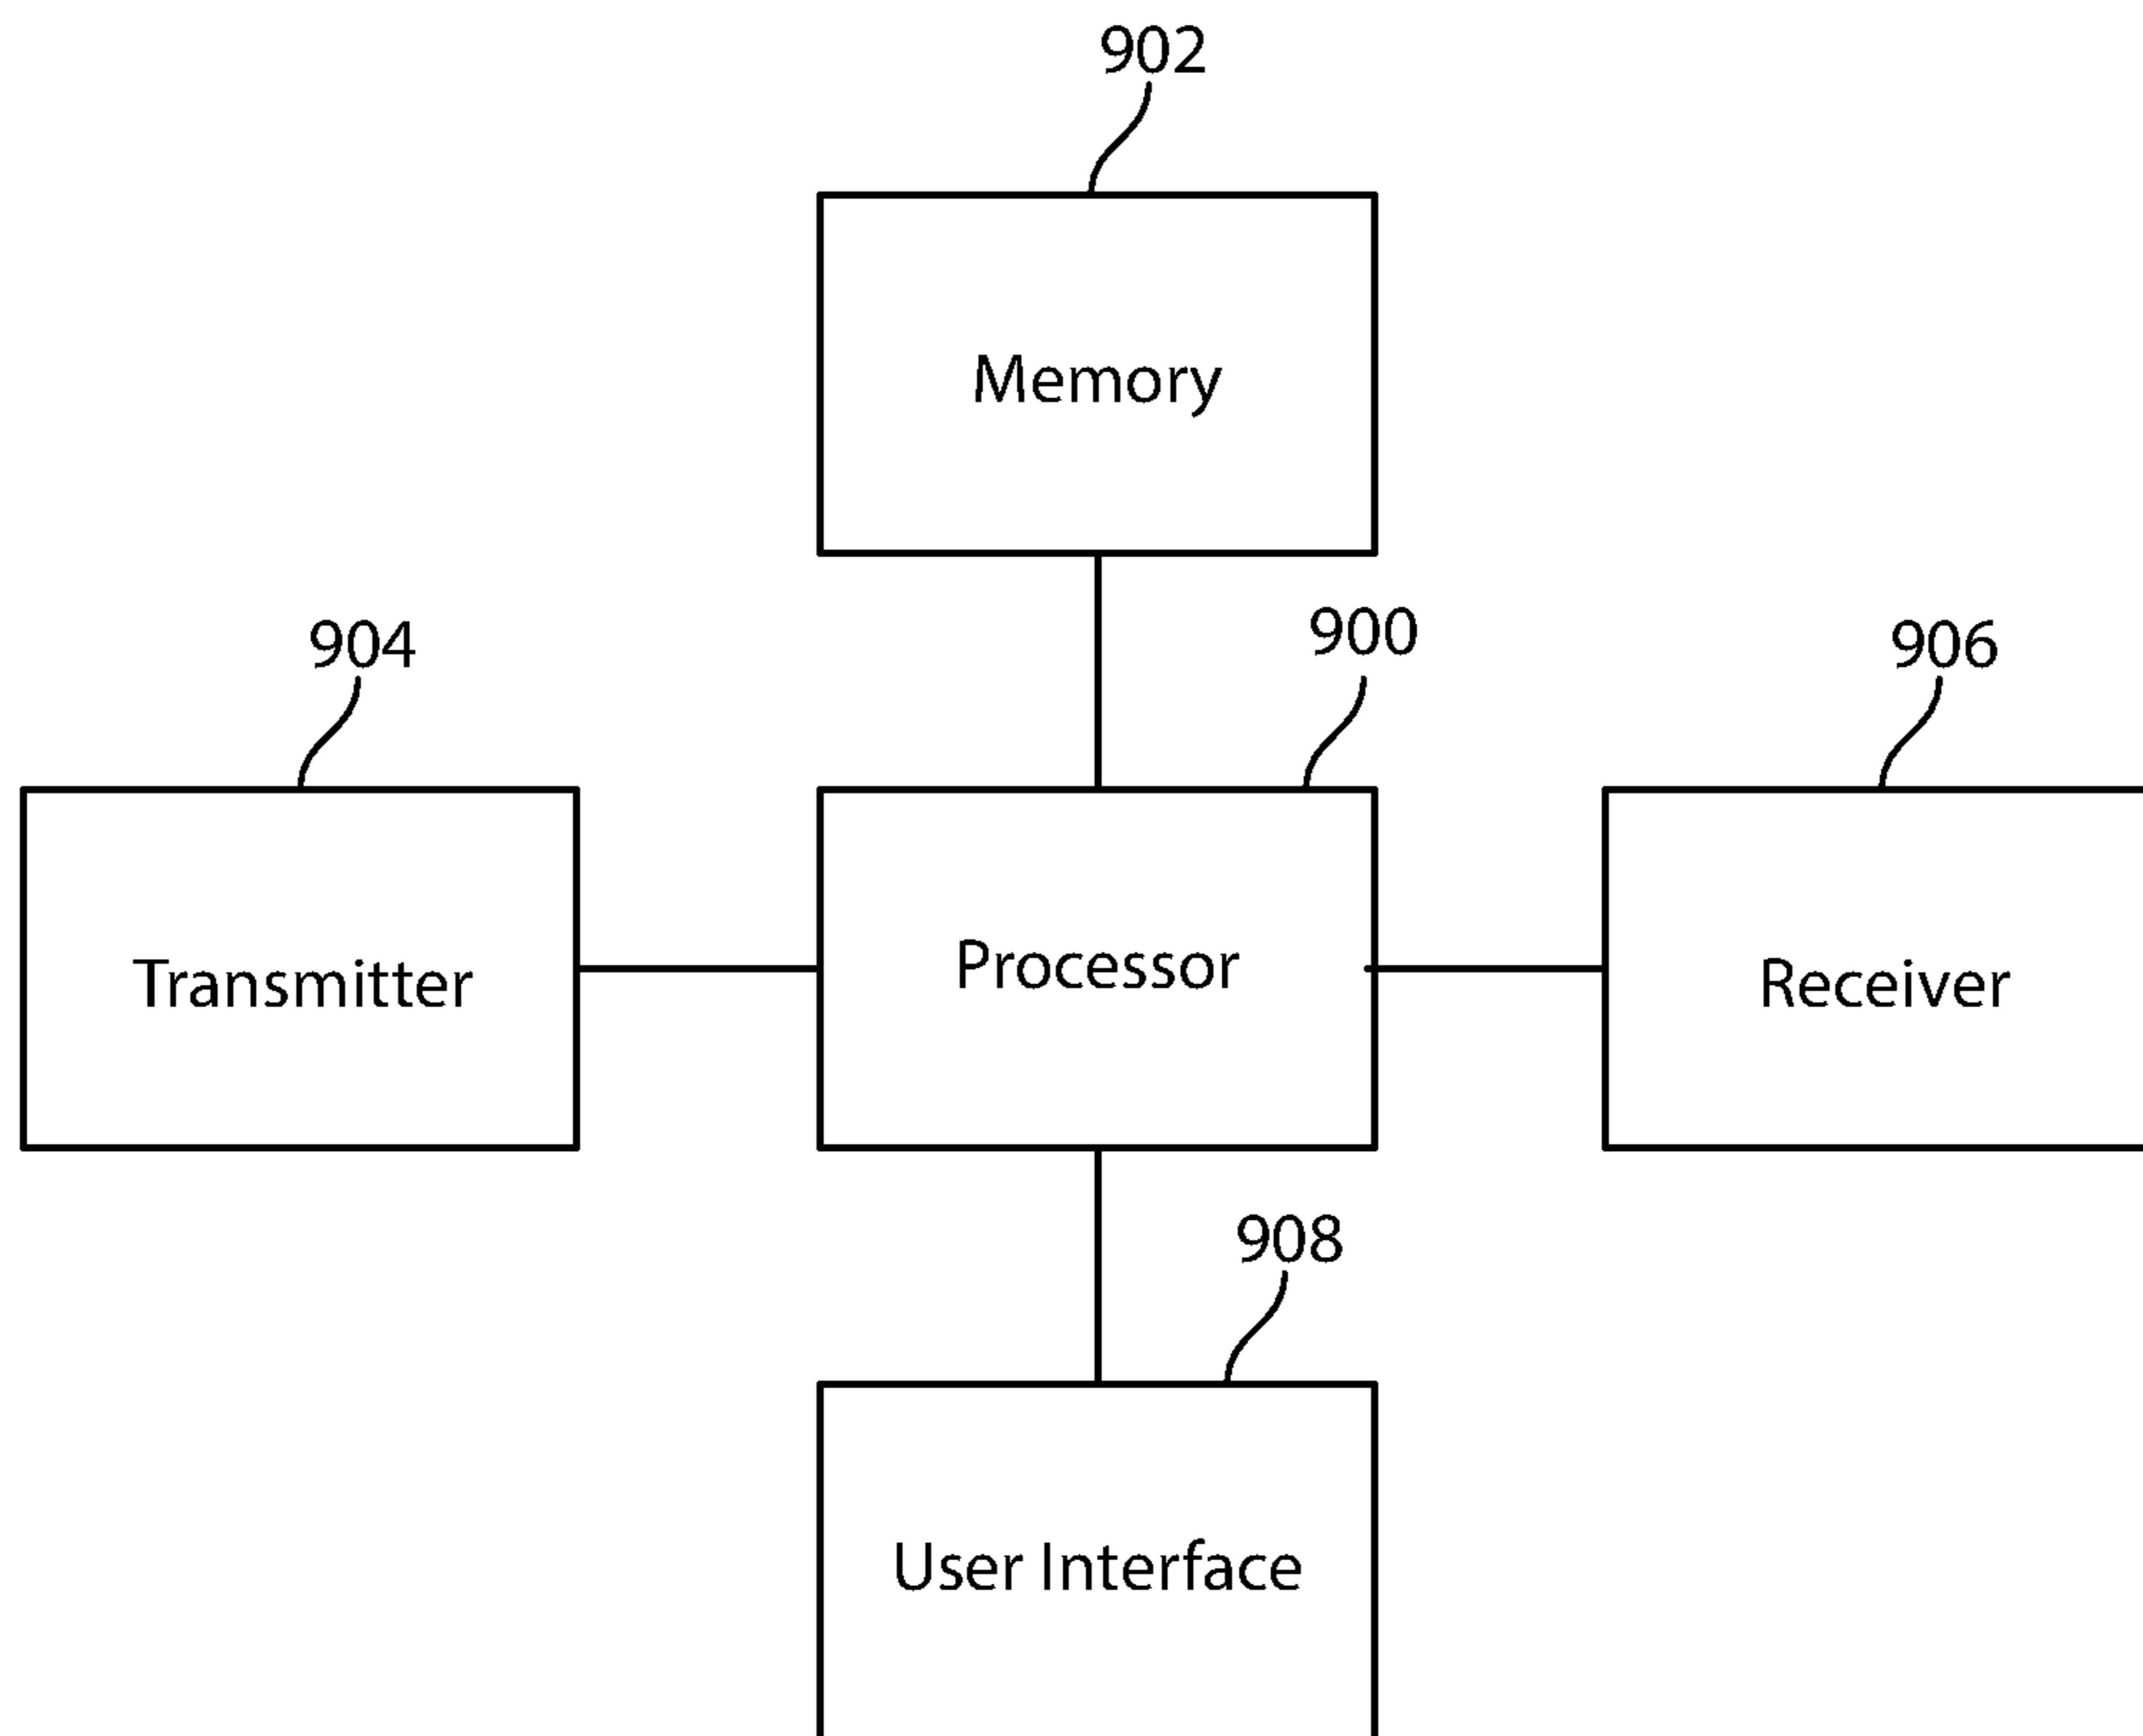 902
Memory
904
900
906
Transmitter
Processor
Receiver
908
User Interface